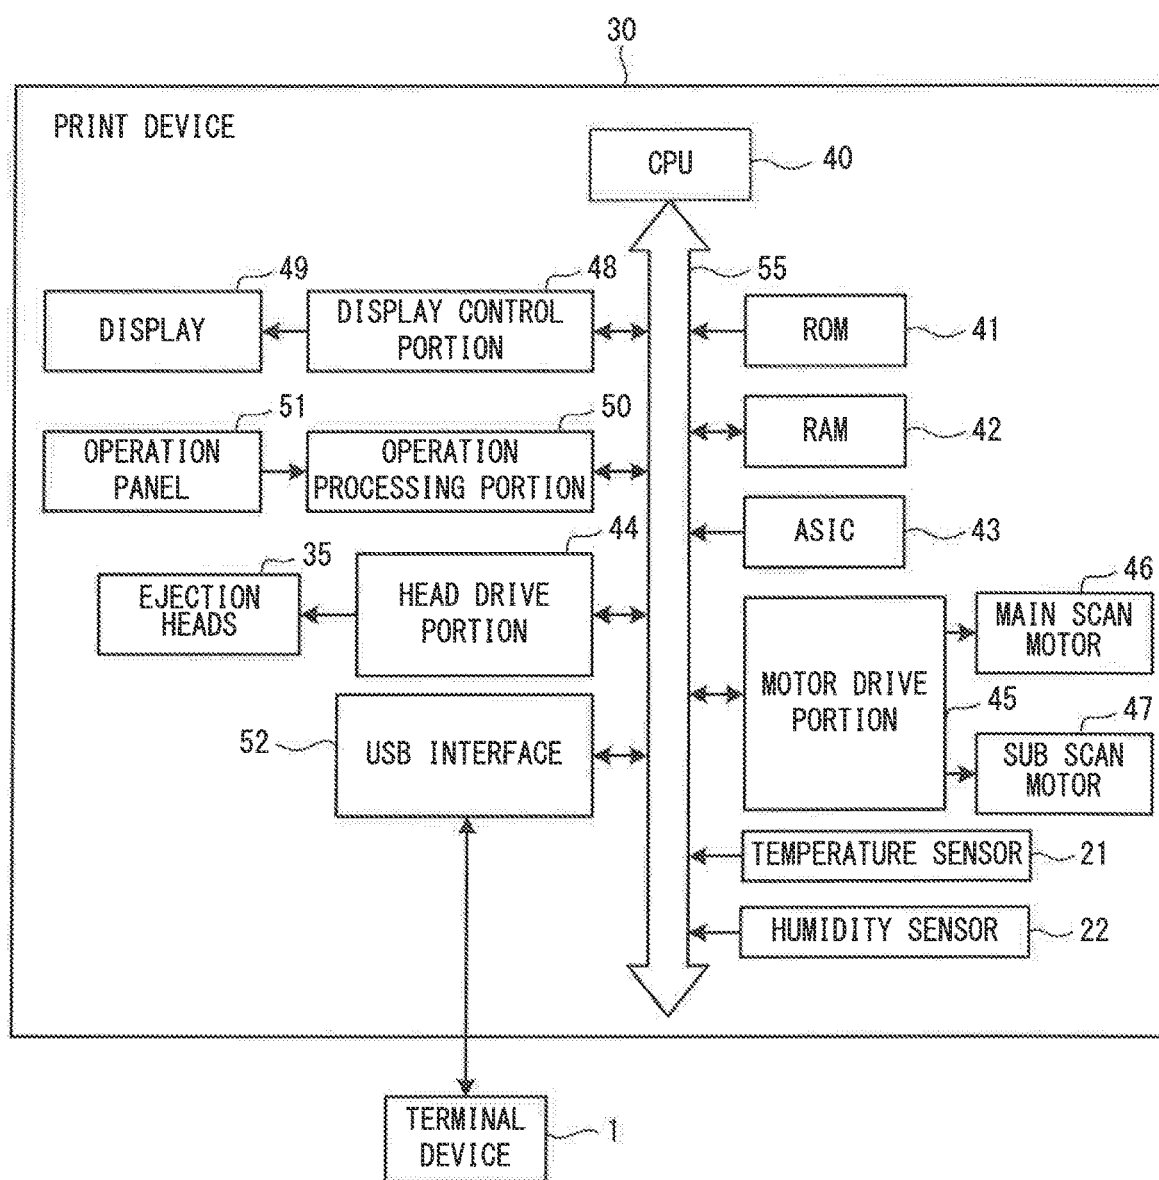 30
PRINT DEVICE
CPU
40
55
49
DISPLAY
48
DISPLAY CONTROL
PORTION
ROM
41
51
OPERATION
PANEL
50
OPERATION
PROCESSING PORTION
RAM
42
ASIC
43
35
EJECTION
HEADS
44
HEAD DRIVE
PORTION
46
MAIN SCAN
MOTOR
MOTOR DRIVE
PORTION
45
47
SUB SCAN
MOTOR
52
USB INTERFACE
TEMPERATURE SENSOR
21
HUMIDITY SENSOR
22
TERMINAL
DEVICE
1